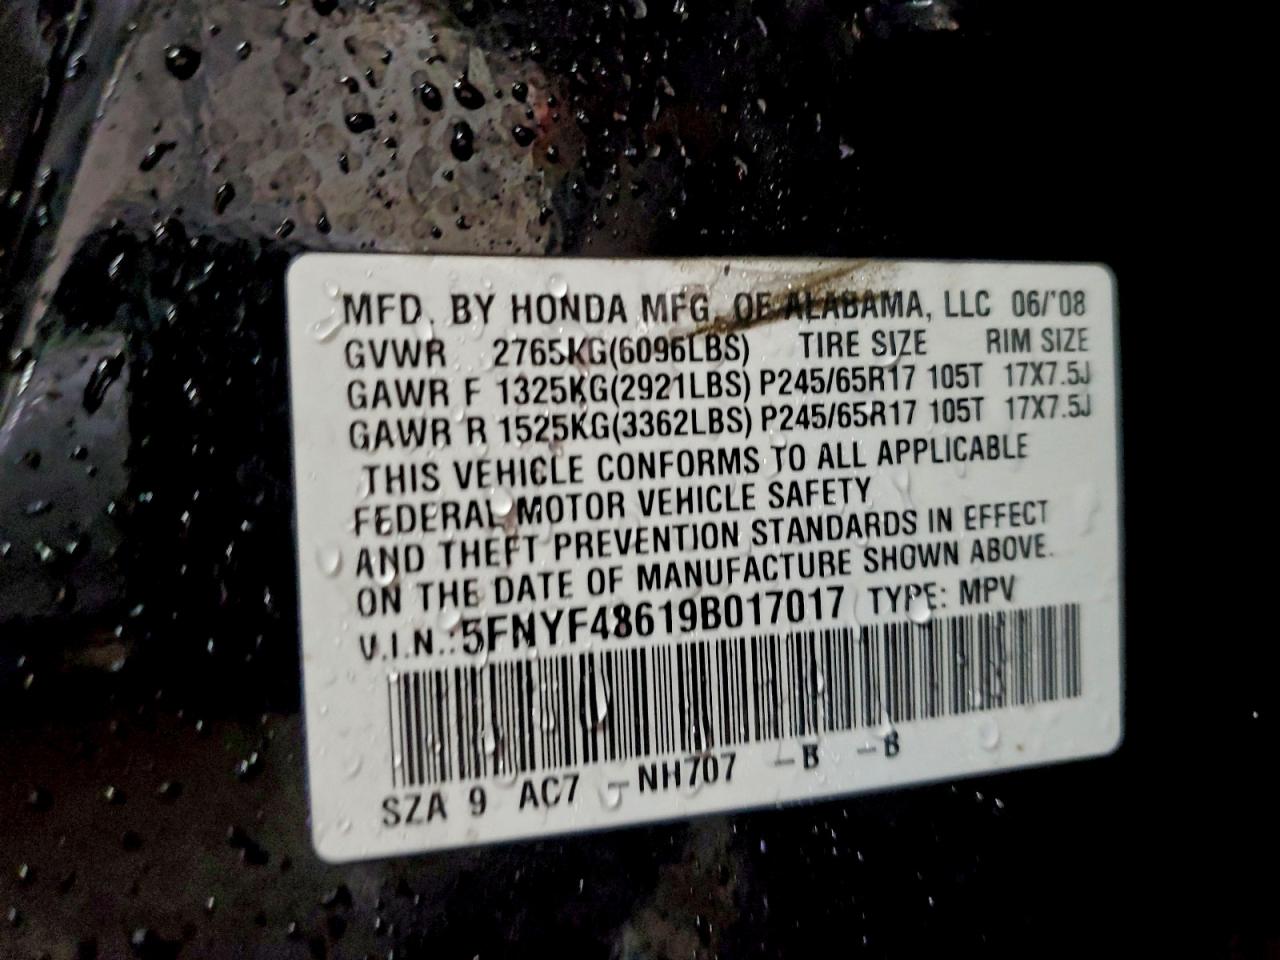 MFD. BY HONDA MFG. OF ALABAMA, LLC 06/'08
GVWR 2765KG(6096LBS) TIRE SIZE RIM SIZE
GAWR F 1325KG(2921LBS) P245/65R17 105T 17X7.5J
GAWR R 1525KG(3362LBS) P245/65R17 105T 17X7.5J
THIS VEHICLE CONFORMS TO ALL APPLICABLE
FEDERAL MOTOR VEHICLE SAFETY
AND THEFT PREVENTION STANDARDS IN EFFECT
ON THE DATE OF MANUFACTURE SHOWN ABOVE.
V.I.N.: 5FNYF48619B017017 TYPE: MPV
SZA 9 AC7 -NH707 -B -B